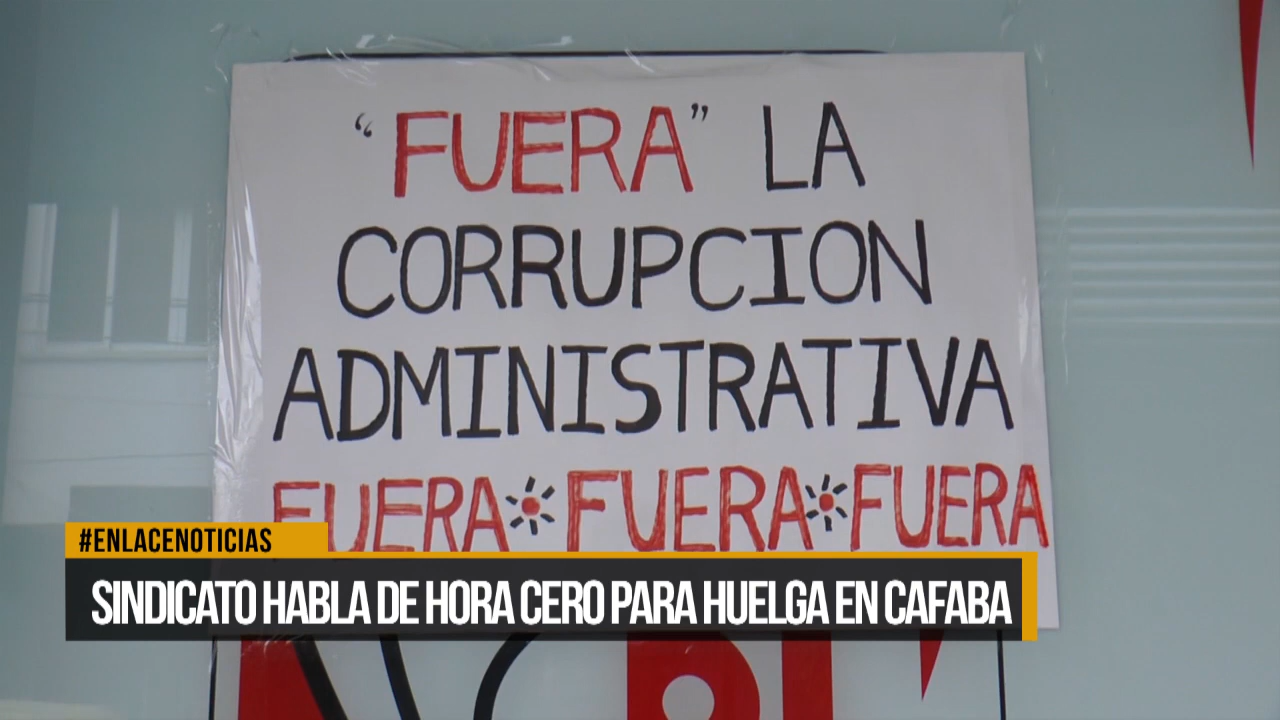 “FUERA” LA
CORRUPCION
ADMINISTRATIVA
FUERA FUERA FUERA
#ENLACENOTICIAS
SINDICATO HABLA DE HORA CERO PARA HUELGA EN CAFABA